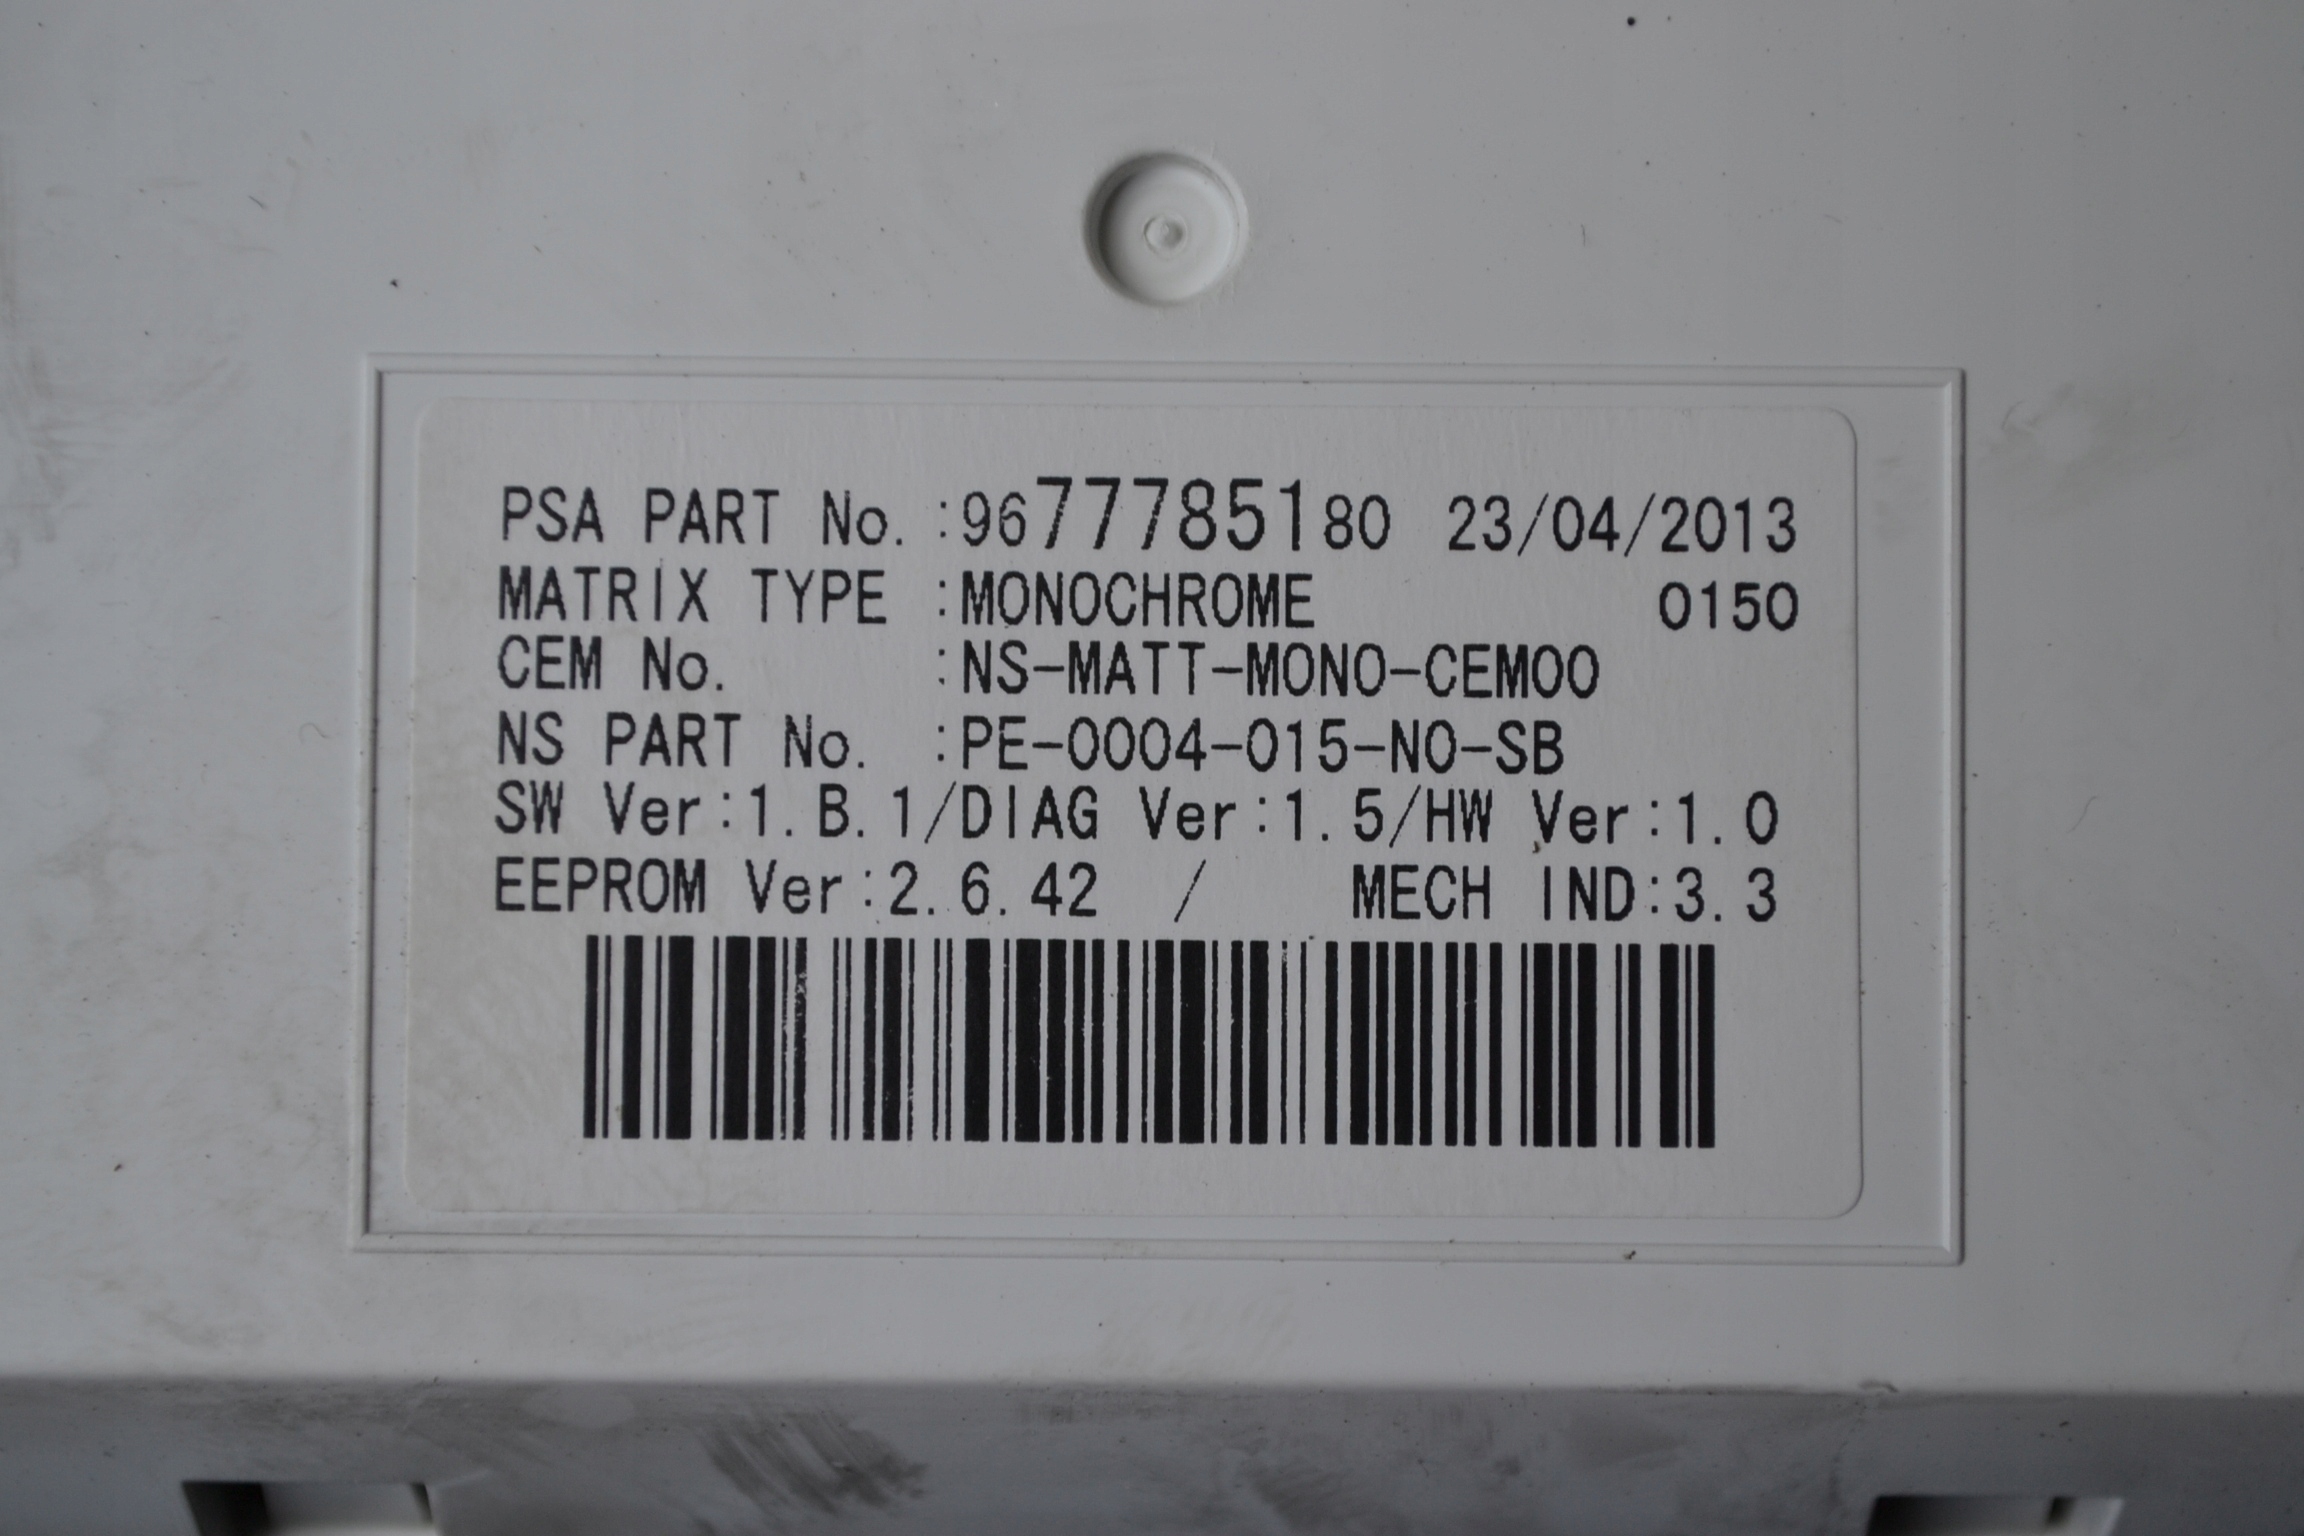 PSA PART No. :9677785180 23/04/2013
MATRIX TYPE :MONOCHROME 0150
CEM No. :NS-MATT-MONO-CEM00
NS PART No. :PE-0004-015-NO-SB
SW Ver:1.B.1/DIAG Ver:1.5/HW Ver:1.0
EEPROM Ver:2.6.42 / MECH IND:3.3